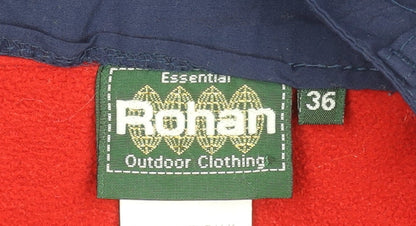 Essential
Rohan
Outdoor Clothing
36